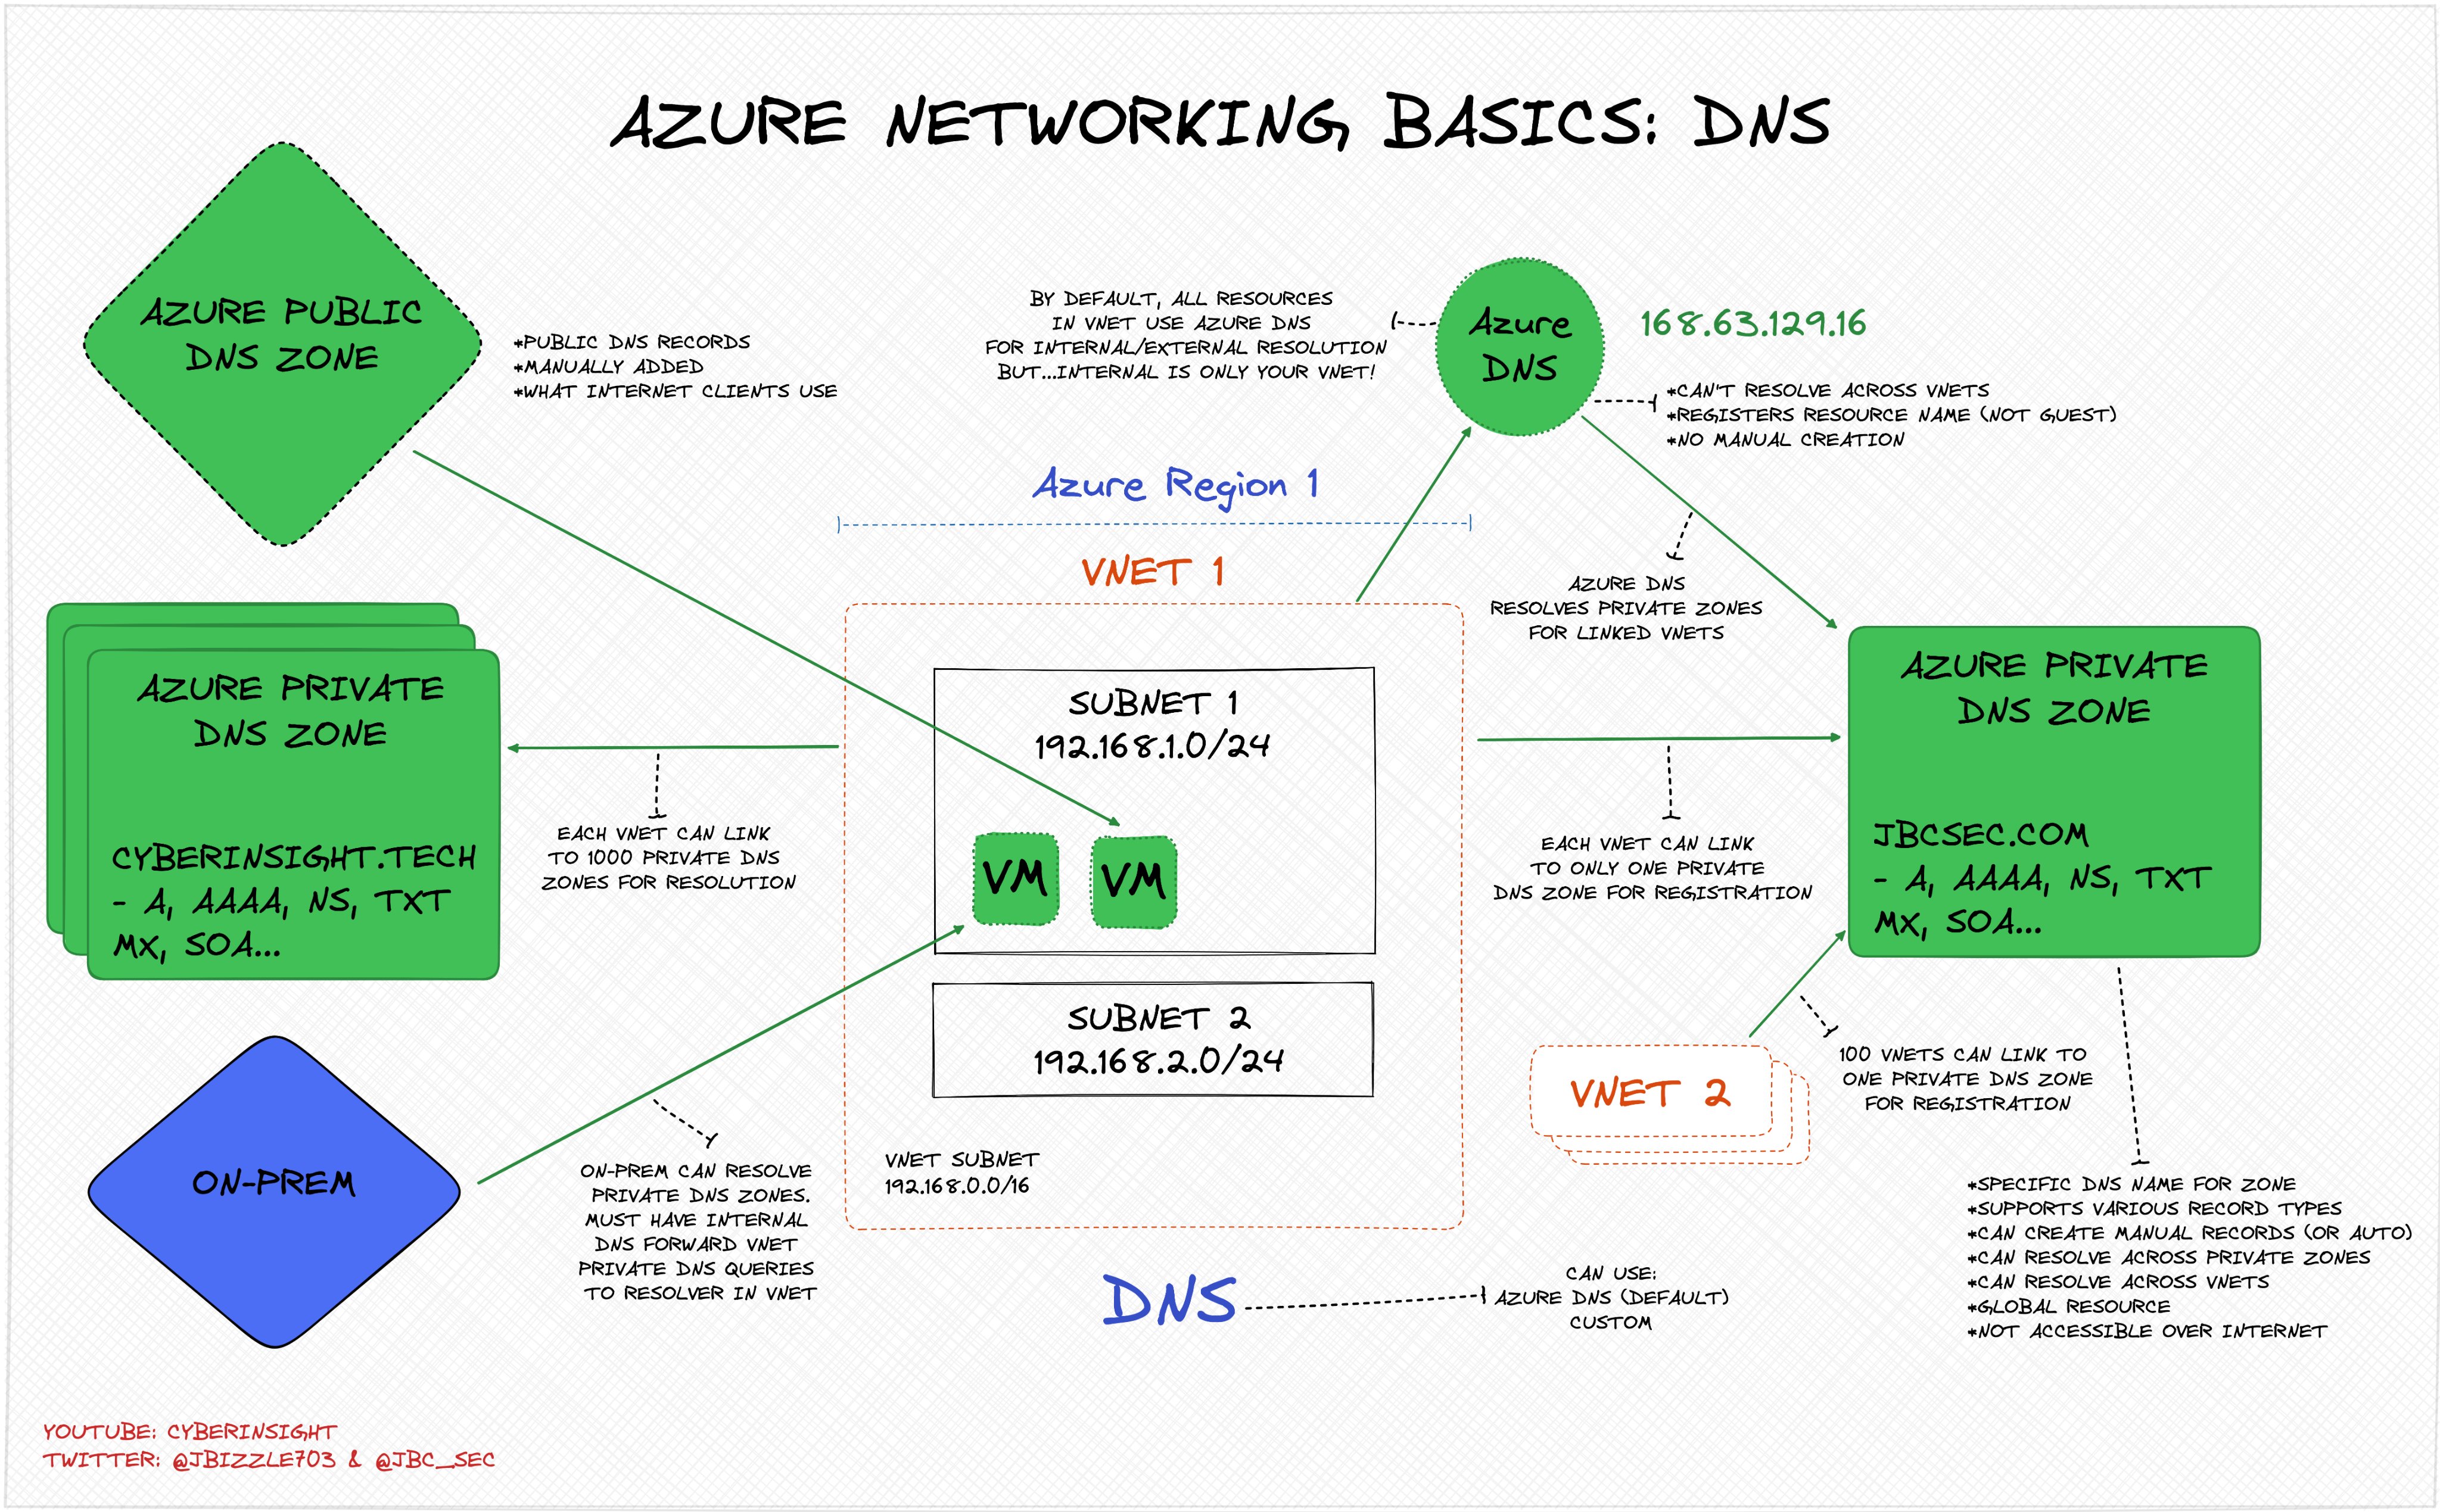 AZURE NETWORKING BASICS: DNS
AZURE PUBLIC
DNS ZONE
*PUBLIC DNS RECORDS
*MANUALLY ADDED
*WHAT INTERNET CLIENTS USE
BY DEFAULT, ALL RESOURCES
IN VNET USE AZURE DNS
FOR INTERNAL/EXTERNAL RESOLUTION
BUT...INTERNAL IS ONLY YOUR VNET!
Azure
DNS
168.63.129.16
*CAN'T RESOLVE ACROSS VNETS
*REGISTERS RESOURCE NAME (NOT GUEST)
*NO MANUAL CREATION
Azure Region 1
VNET 1
AZURE DNS
RESOLVES PRIVATE ZONES
FOR LINKED VNETS
AZURE PRIVATE
DNS ZONE
CYBERINSIGHT.TECH
- A, AAAA, NS, TXT
MX, SOA...
EACH VNET CAN LINK
TO 1000 PRIVATE DNS
ZONES FOR RESOLUTION
SUBNET 1
192.168.1.0/24
VM
VM
SUBNET 2
192.168.2.0/24
VNET SUBNET
192.168.0.0/16
EACH VNET CAN LINK
TO ONLY ONE PRIVATE
DNS ZONE FOR REGISTRATION
AZURE PRIVATE
DNS ZONE
JBCSEC.COM
- A, AAAA, NS, TXT
MX, SOA...
ON-PREM
ON-PREM CAN RESOLVE
PRIVATE DNS ZONES.
MUST HAVE INTERNAL
DNS FORWARD VNET
PRIVATE DNS QUERIES
TO RESOLVER IN VNET
VNET 2
100 VNETS CAN LINK TO
ONE PRIVATE DNS ZONE
FOR REGISTRATION
*SPECIFIC DNS NAME FOR ZONE
*SUPPORTS VARIOUS RECORD TYPES
*CAN CREATE MANUAL RECORDS (OR AUTO)
*CAN RESOLVE ACROSS PRIVATE ZONES
*CAN RESOLVE ACROSS VNETS
*GLOBAL RESOURCE
*NOT ACCESSIBLE OVER INTERNET
DNS
CAN USE:
AZURE DNS (DEFAULT)
CUSTOM
YOUTUBE: CYBERINSIGHT
TWITTER: @JBIZZLE703 & @JBC_SEC